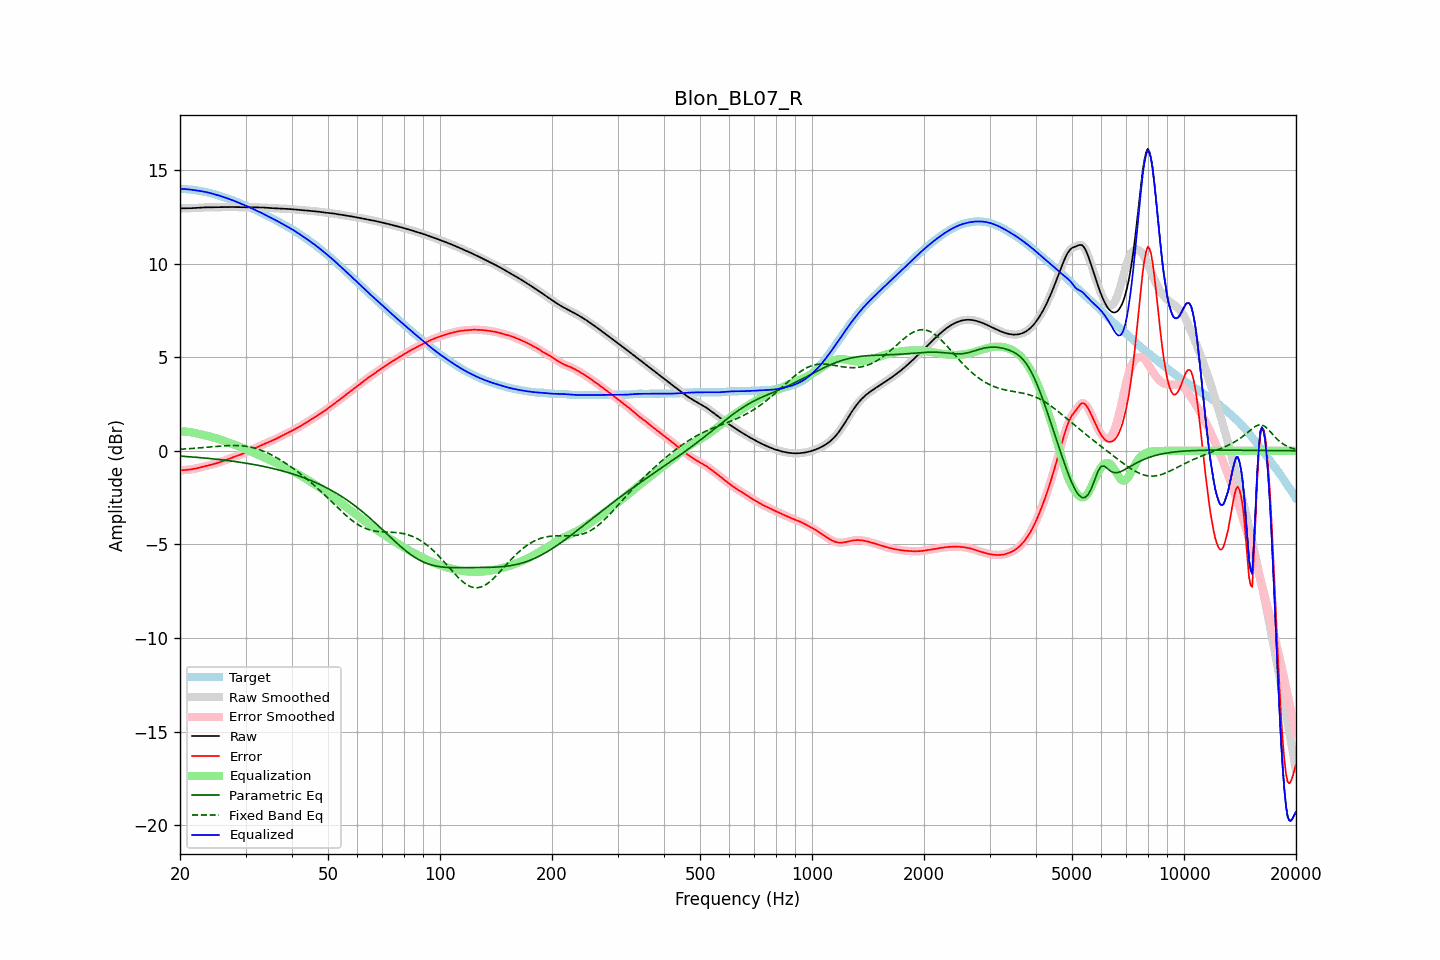 Blon_BL07_R
Amplitude (dBr)
15
10
5
0
−5
−10
−15
−20
Target
Raw Smoothed
Error Smoothed
Raw
Error
Equalization
Parametric Eq
Fixed Band Eq
Equalized
20 50 100 200 500 1000 2000 5000 10000 20000
Frequency (Hz)